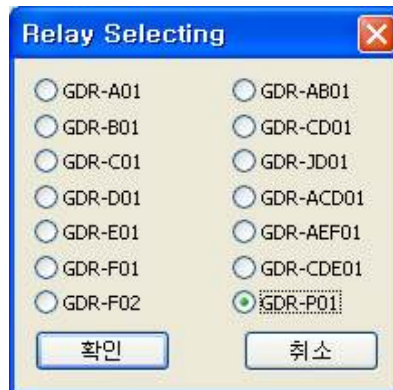 Relay Selecting
GDR-A01 GDR-AB01
GDR-B01 GDR-CD01
GDR-C01 GDR-JD01
GDR-D01 GDR-ACD01
GDR-E01 GDR-AEF01
GDR-F01 GDR-CDE01
GDR-F02 GDR-P01
확인 취소